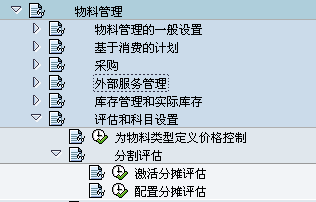 物料管理
物料管理的一般设置
基于消费的计划
采购
外部服务管理
库存管理和实际库存
评估和科目设置
为物料类型定义价格控制
分割评估
激活分摊评估
配置分摊评估